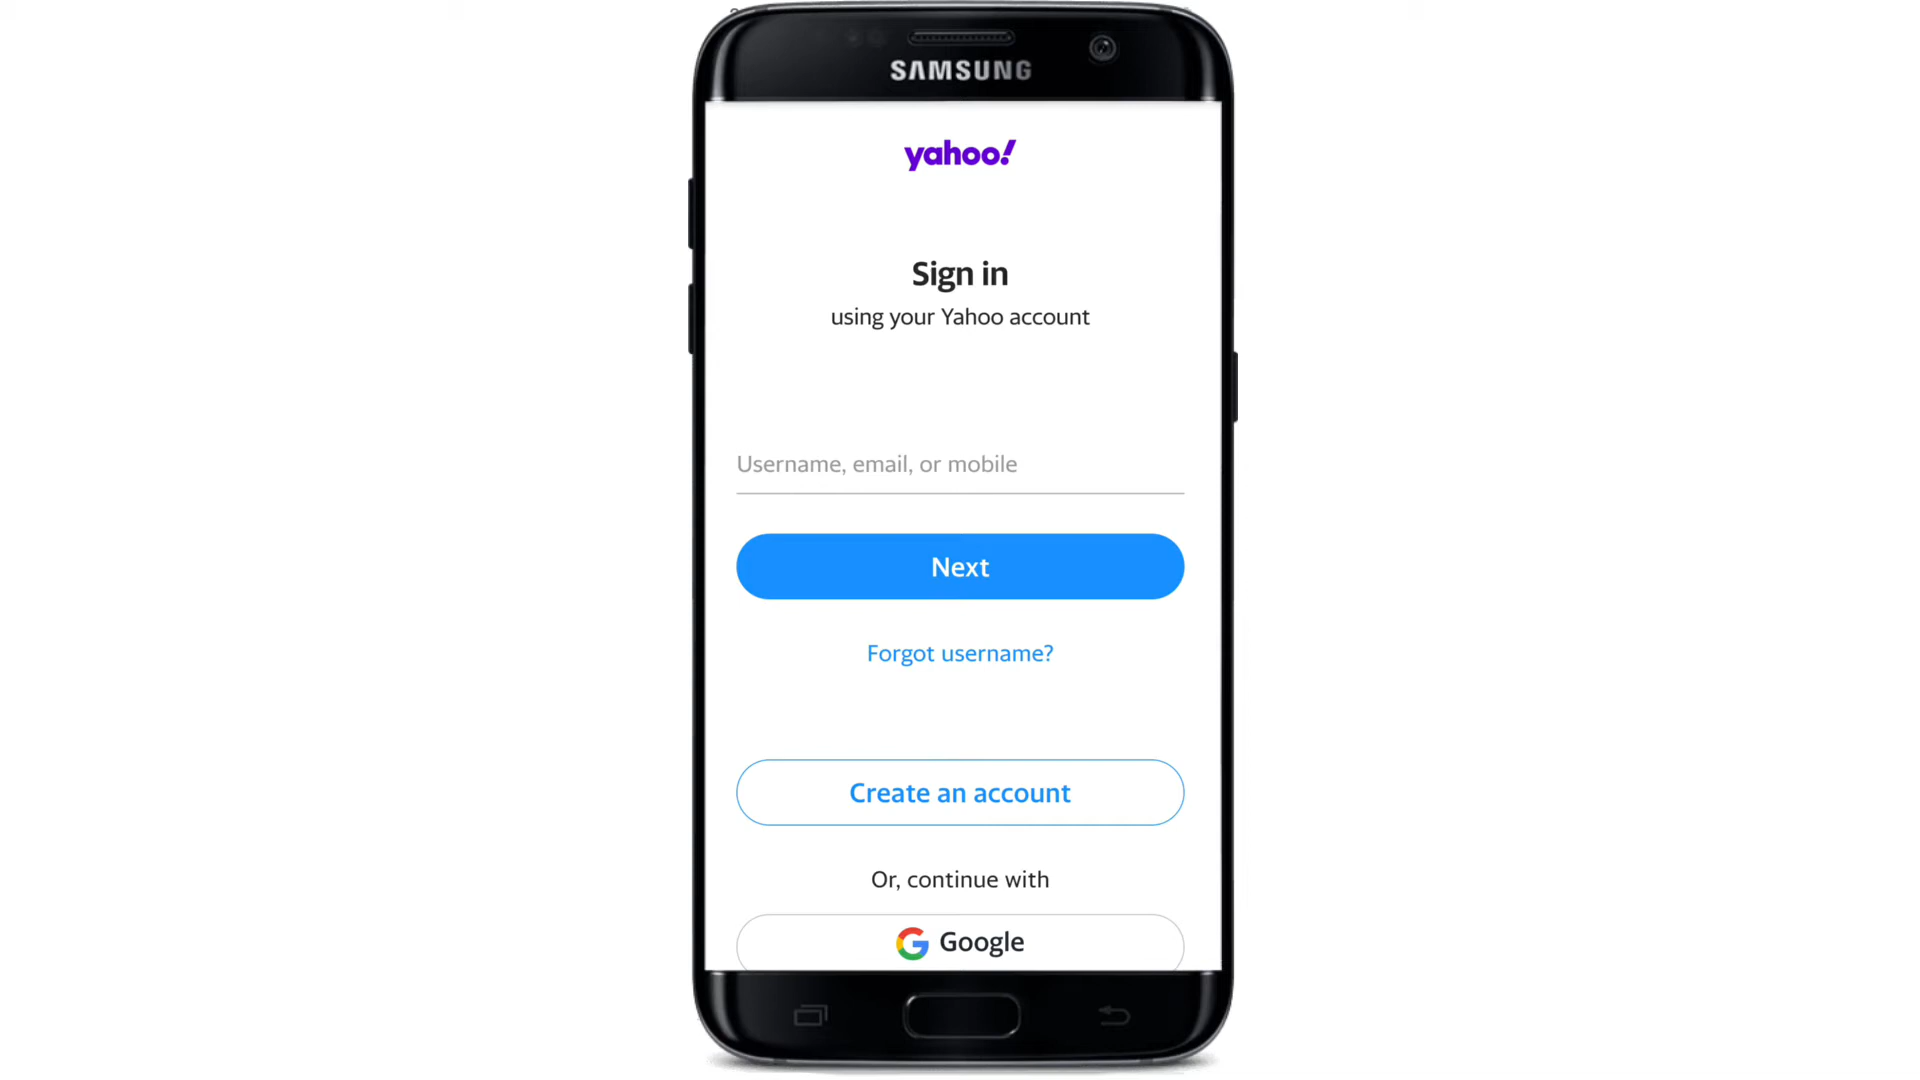 SAMSUNG
yahoo!
Sign in
using your Yahoo account
Username, email, or mobile
Next
Forgot username?
Create an account
Or, continue with
Google